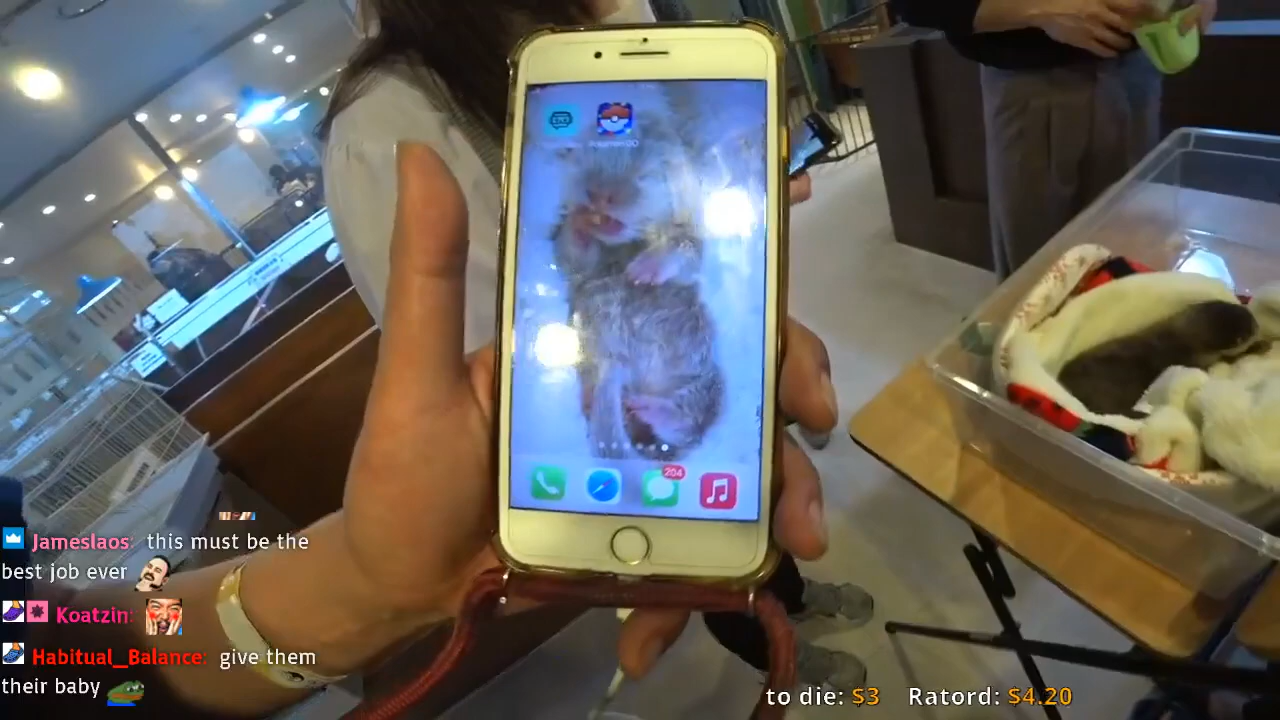 204
Jameslaos: this must be the
best job ever
Koatzin:
Habitual_Balance: give them
their baby
to die: $3 Ratord: $4.20